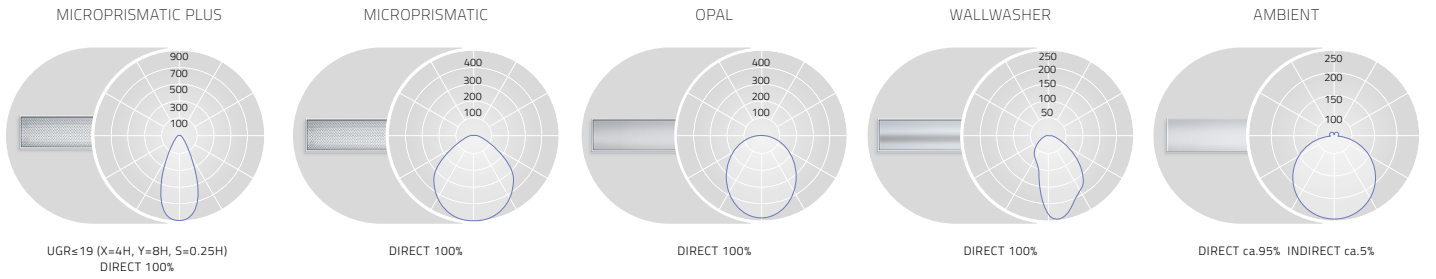 MICROPRISMATIC PLUS
900
700
500
300
100
UGR≤19 (X=4H, Y=8H, S=0.25H)
DIRECT 100%
MICROPRISMATIC
400
300
200
100
DIRECT 100%
OPAL
400
300
200
100
DIRECT 100%
WALLWASHER
250
200
150
100
50
DIRECT 100%
AMBIENT
250
200
150
100
DIRECT ca.95% INDIRECT ca.5%